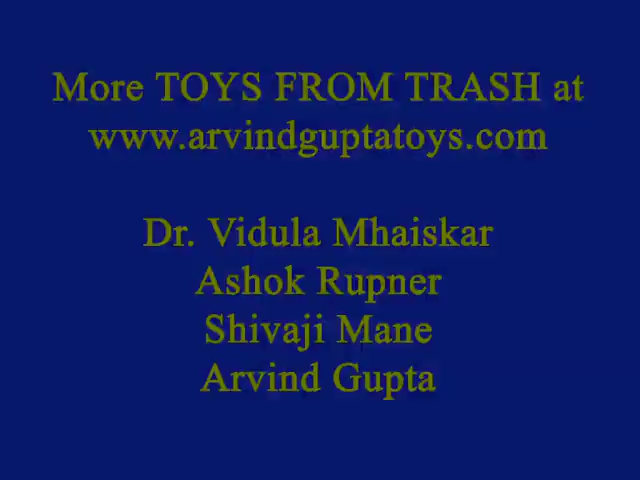 More TOYS FROM TRASH at
www.arvindguptatoys.com
Dr. Vidula Mhaiskar
Ashok Rupner
Shivaji Mane
Arvind Gupta